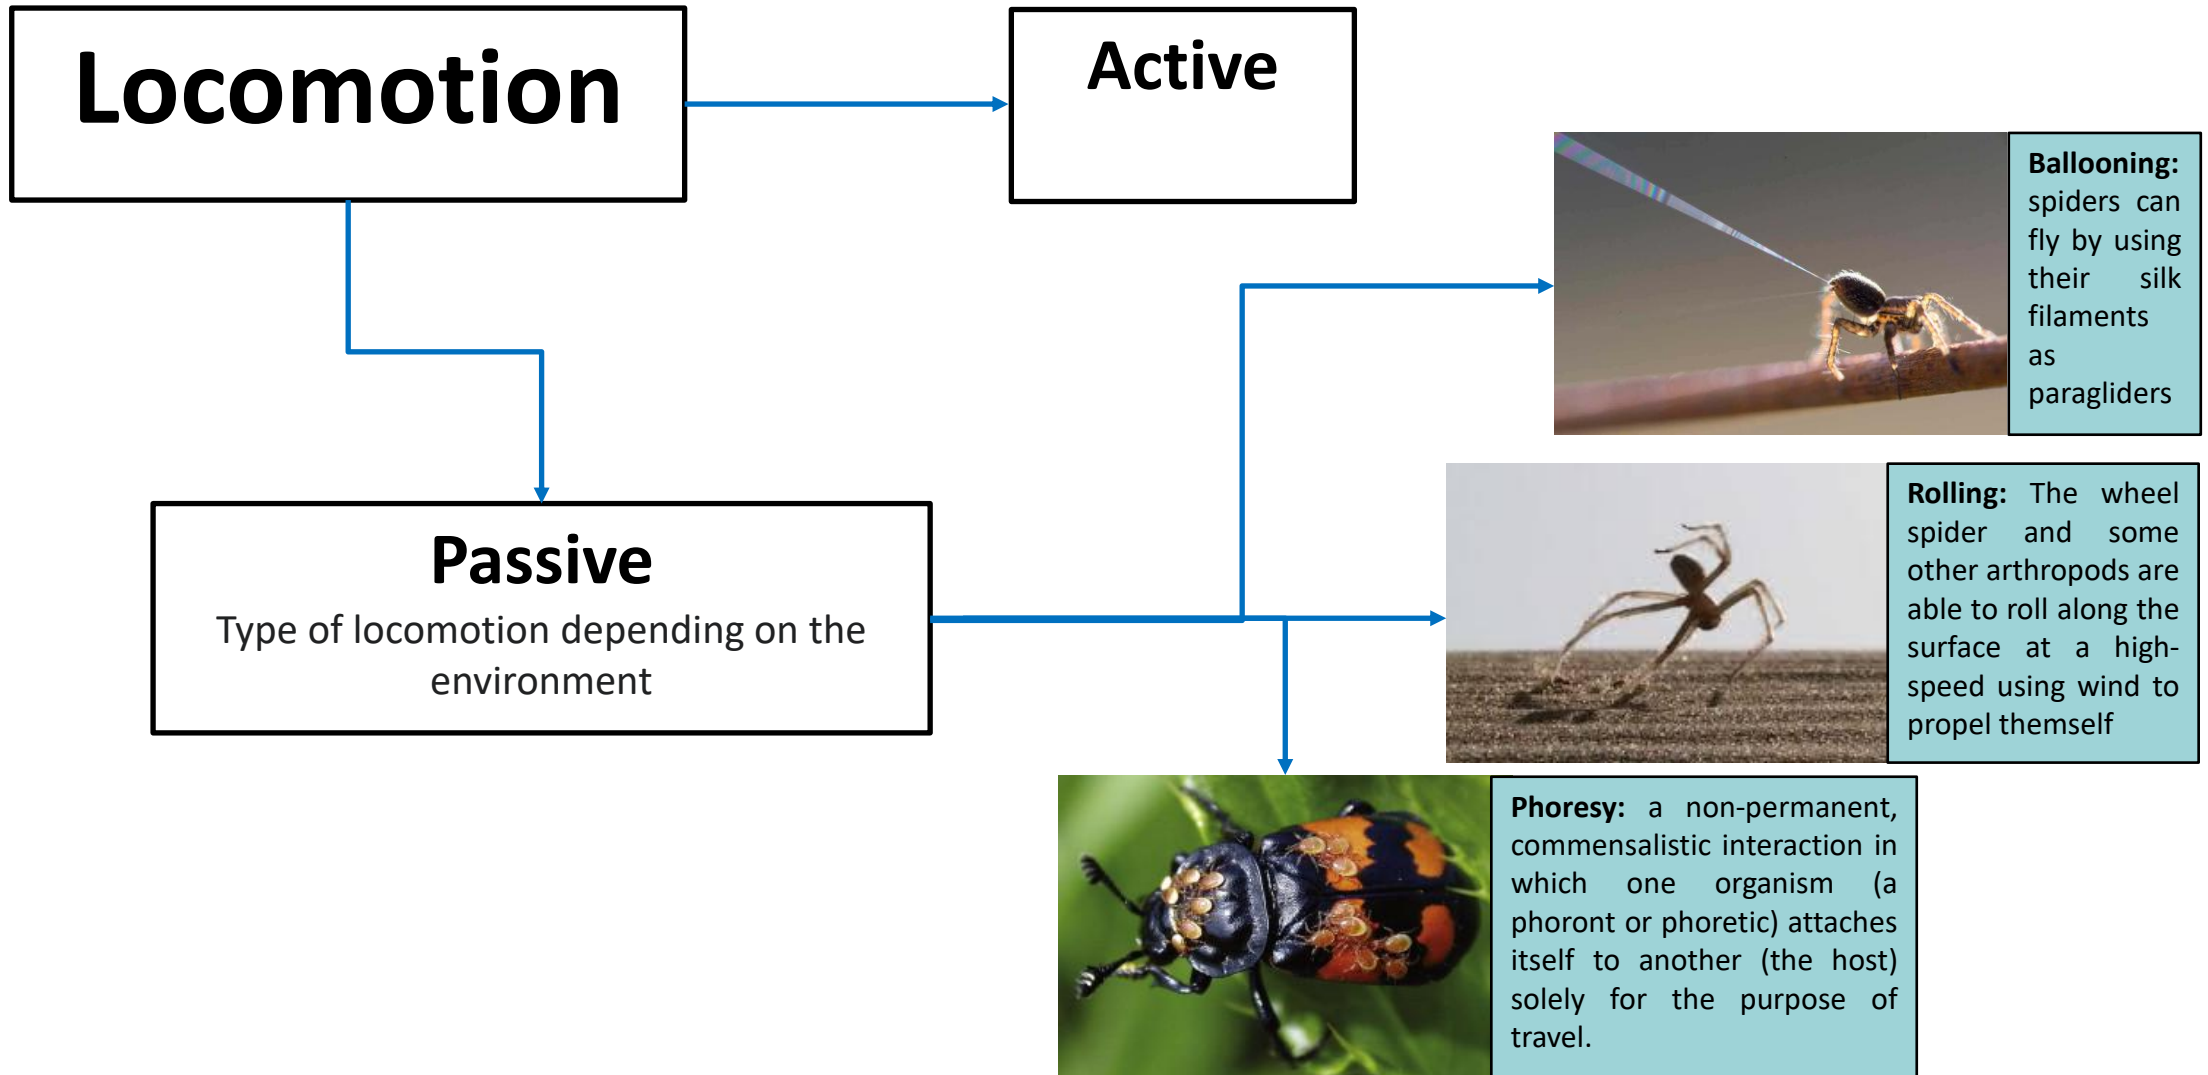 Locomotion
Active
Ballooning:
spiders can
fly by using
their silk
filaments
as
paragliders
Passive
Type of locomotion depending on the
environment
Rolling: The wheel
spider and some
other arthropods are
able to roll along the
surface at a high-
speed using wind to
propel themself
Phoresy: a non-permanent,
commensalistic interaction in
which one organism (a
phoront or phoretic) attaches
itself to another (the host)
solely for the purpose of
travel.